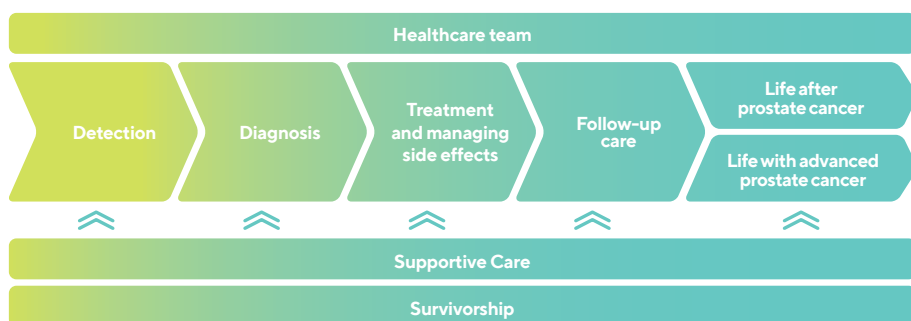 Healthcare team
Detection
Diagnosis
Treatment
and managing
side effects
Follow-up
care
Life after
prostate cancer
Life with advanced
prostate cancer
Supportive Care
Survivorship